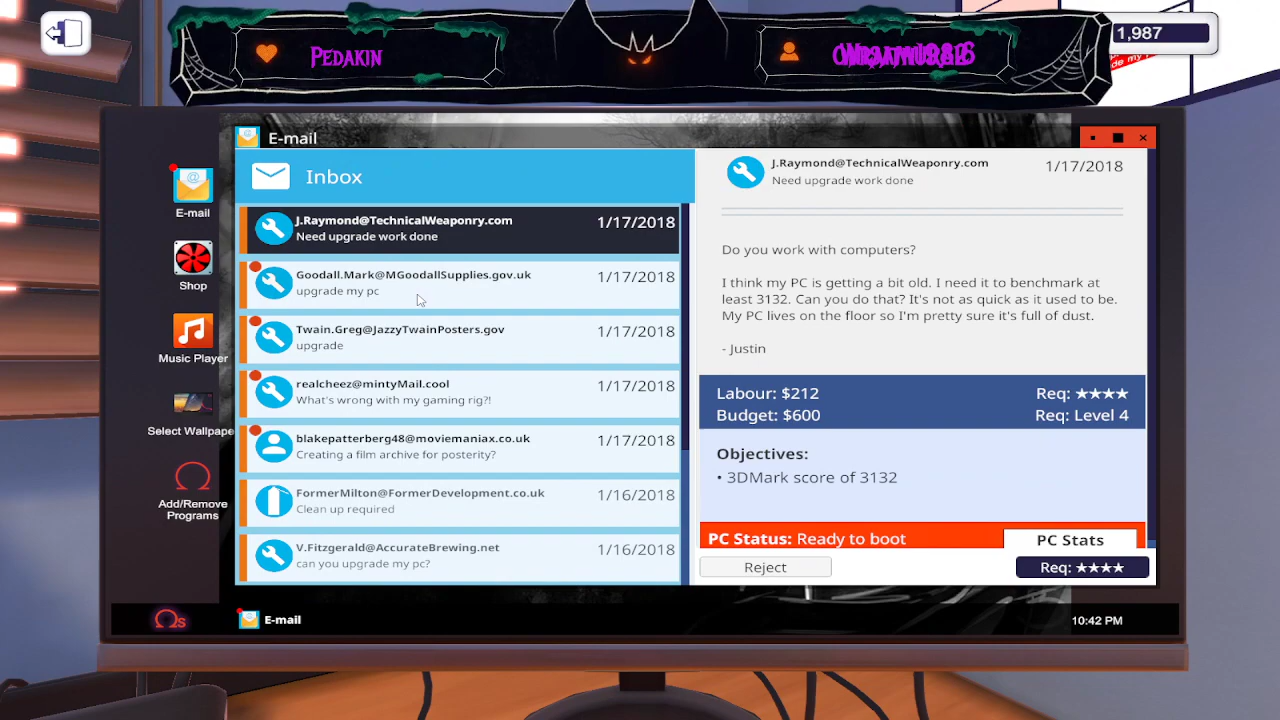 PEDAKIN
1,987
E-mail
Inbox
J.Raymond@TechnicalWeaponry.com
1/17/2018
Need upgrade work done
Goodall.Mark@MGoodallSupplies.gov.uk
1/17/2018
upgrade my pc
Twain.Greg@JazzyTwainPosters.gov
1/17/2018
upgrade
realcheez@mintyMail.cool
1/17/2018
What's wrong with my gaming rig?!
blakepatterberg48@moviemaniax.co.uk
1/17/2018
Creating a film archive for posterity?
FormerMilton@FormerDevelopment.co.uk
1/16/2018
Clean up required
V.Fitzgerald@AccurateBrewing.net
1/16/2018
can you upgrade my pc?
J.Raymond@TechnicalWeaponry.com
1/17/2018
Need upgrade work done
Do you work with computers?
I think my PC is getting a bit old. I need it to benchmark at
least 3132. Can you do that? It's not as quick as it used to be.
My PC lives on the floor so I'm pretty sure it's full of dust.
- Justin
Labour: $212
Req: ★★★★
Budget: $600
Req: Level 4
Objectives:
• 3DMark score of 3132
PC Status: Ready to boot
PC Stats
Reject
Req: ★★★★
E-mail
Shop
Music Player
Select Wallpape
Add/Remove
Programs
E-mail
10:42 PM